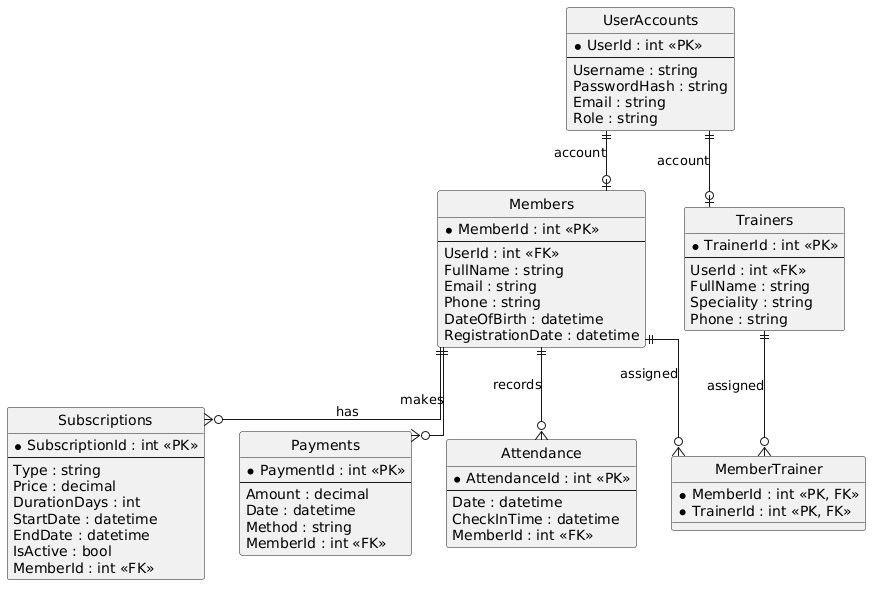 UserAccounts
* UserId : int «PK»
Username : string
PasswordHash : string
Email : string
Role : string
account
account
Members
* MemberId : int «PK»
UserId : int «FK»
FullName : string
Email : string
Phone : string
DateOfBirth : datetime
RegistrationDate : datetime
Trainers
* TrainerId : int «PK»
UserId : int «FK»
FullName : string
Speciality : string
Phone : string
has
makes
records
assigned
assigned
Subscriptions
* SubscriptionId : int «PK»
Type : string
Price : decimal
DurationDays : int
StartDate : datetime
EndDate : datetime
IsActive : bool
MemberId : int «FK»
Payments
* PaymentId : int «PK»
Amount : decimal
Date : datetime
Method : string
MemberId : int «FK»
Attendance
* AttendanceId : int «PK»
Date : datetime
CheckInTime : datetime
MemberId : int «FK»
MemberTrainer
* MemberId : int «PK, FK»
* TrainerId : int «PK, FK»